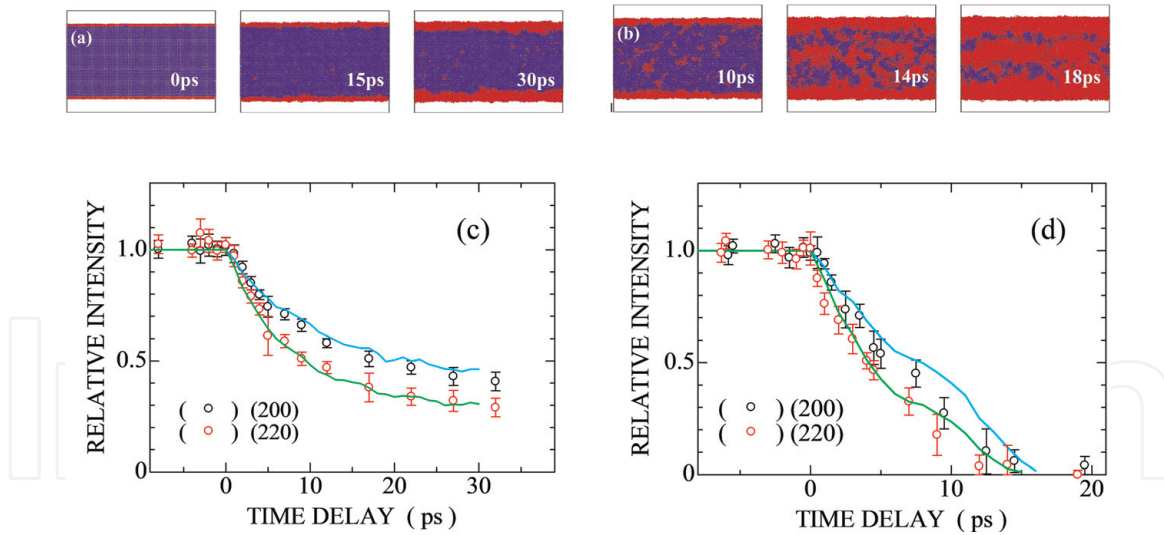 (a)
0ps
15ps
30ps
(b)
10ps
14ps
18ps
(c)
RELATIVE INTENSITY
1.0
0.5
0
( ) (200)
( ) (220)
0
10
20
30
TIME DELAY ( ps )
(d)
RELATIVE INTENSITY
1.0
0.5
0
( ) (200)
( ) (220)
0
10
20
TIME DELAY ( ps )